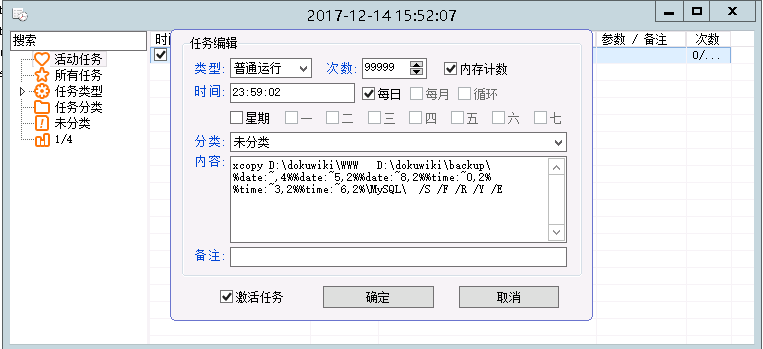 2017-12-14 15:52:07
搜索
活动任务
所有任务
任务类型
任务分类
未分类
1/4
时间
参数 / 备注
次数
0/...
任务编辑
类型: 普通运行 次数: 99999 内存计数
时间: 23:59:02 每日 每月 循环
星期 一 二 三 四 五 六 七
分类: 未分类
内容: xcopy D:\dokuwiki\WWW D:\dokuwiki\backup\
%date:~,4%%date:~5,2%%date:~8,2%%time:~0,2%
%time:~3,2%%time:~6,2%\MySQL\ /S /F /R /Y /E
备注:
激活任务 确定 取消